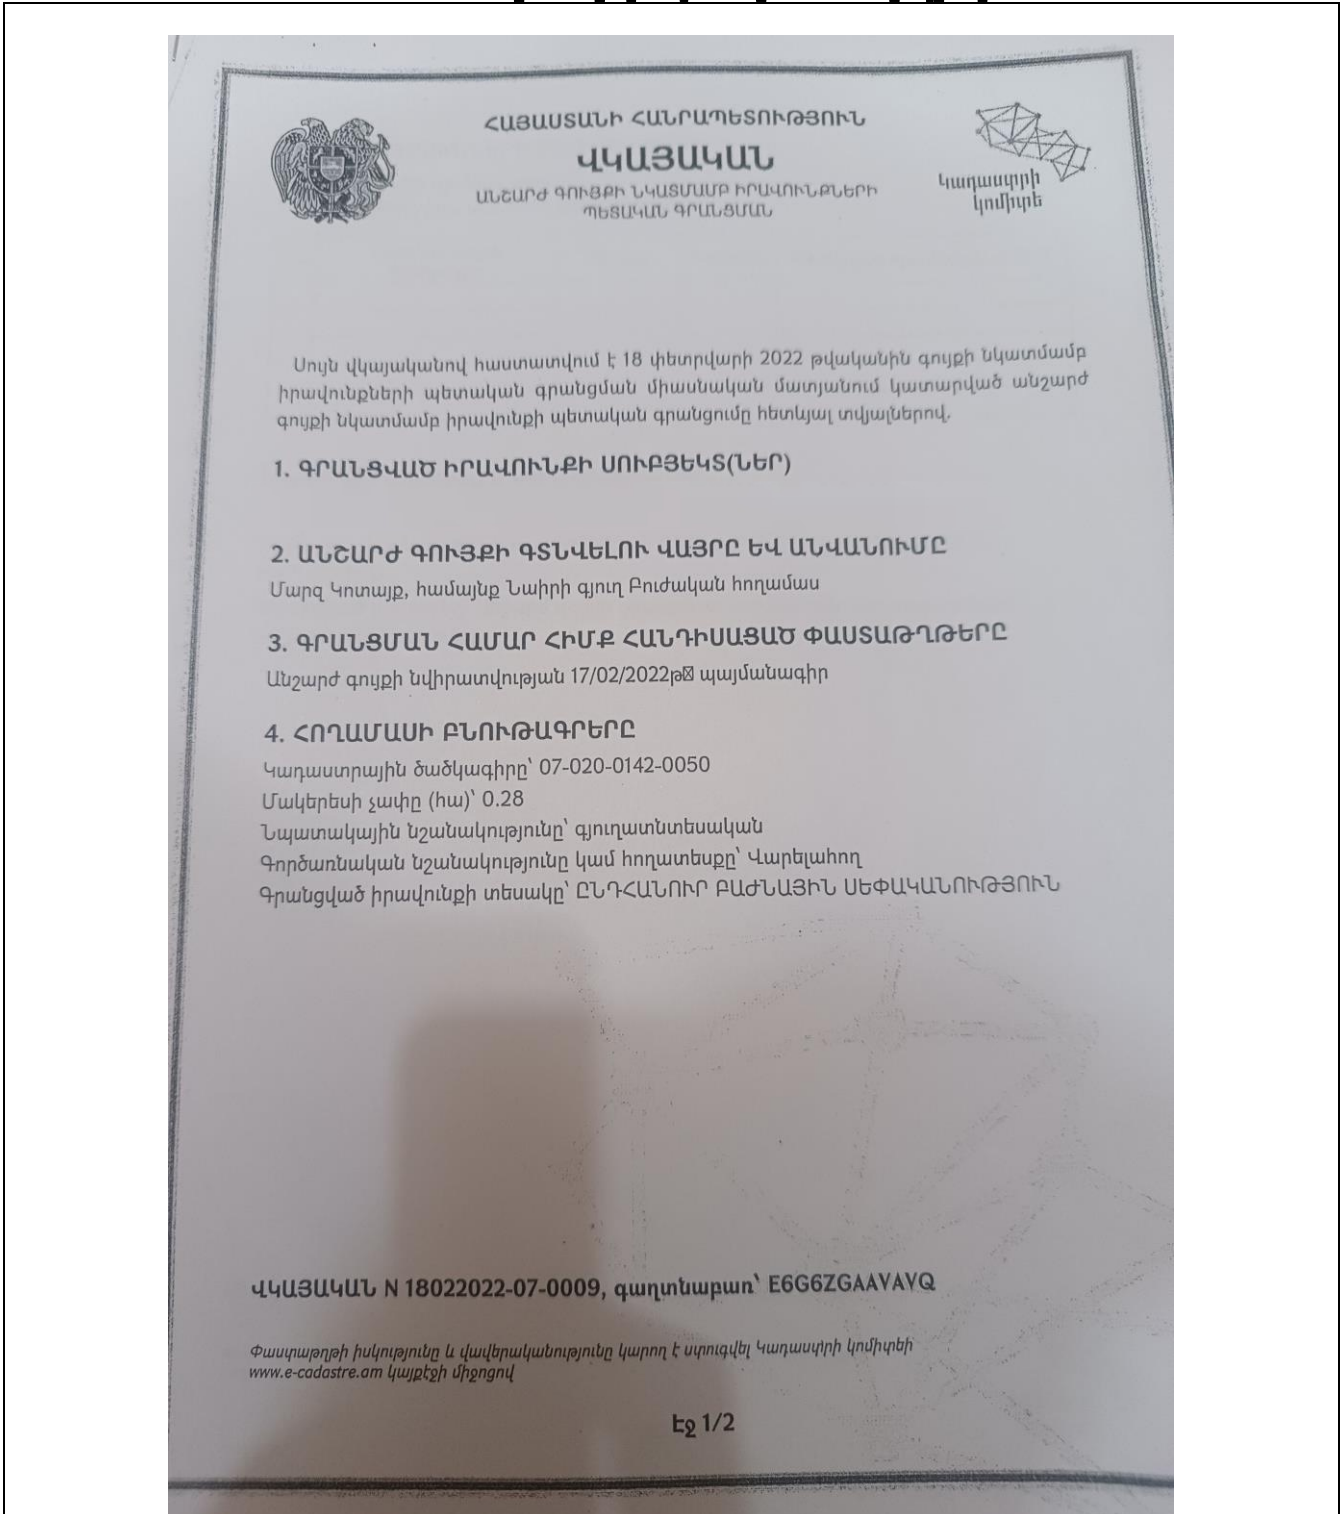 ՀԱՅԱՍՏԱՆԻ ՀԱՆՐԱՊԵՏՈՒԹՅՈՒՆ
ՎԿԱՅԱԿԱՆ
ԱՆՇԱՐԺ ԳՈՒՅՔԻ ՆԿԱՏՄԱՄԲ ԻՐԱՎՈՒՆՔՆԵՐԻ
ՊԵՏԱԿԱՆ ԳՐԱՆՑՄԱՆ
Կադաստրի
կոմիտե
Սույն վկայականով հաստատվում է 18 փետրվարի 2022 թվականին գույքի նկատմամբ
իրավունքների պետական գրանցման միասնական մատյանում կատարված անշարժ
գույքի նկատմամբ իրավունքի պետական գրանցումը հետևյալ տվյալներով.
1. ԳՐԱՆՑՎԱԾ ԻՐԱՎՈՒՆՔԻ ՍՈՒԲՅԵԿՏ(ՆԵՐ)
2. ԱՆՇԱՐԺ ԳՈՒՅՔԻ ԳՏՆՎԵԼՈՒ ՎԱՅՐԸ ԵՎ ԱՆՎԱՆՈՒՄԸ
Մարզ Կոտայք, համայնք Նաիրի գյուղ Բուժական հողամաս
3. ԳՐԱՆՑՄԱՆ ՀԱՄԱՐ ՀԻՄՔ ՀԱՆԴԻՍԱՑԱԾ ՓԱՍՏԱԹՂԹԵՐԸ
Անշարժ գույքի նվիրատվության 17/02/2022թ պայմանագիր
4. ՀՈՂԱՄԱՍԻ ԲՆՈՒԹԱԳՐԵՐԸ
Կադաստրային ծածկագիրը՝ 07-020-0142-0050
Մակերեսի չափը (հա)՝ 0.28
Նպատակային նշանակությունը՝ գյուղատնտեսական
Գործառնական նշանակությունը կամ հողատեսքը՝ Վարելահող
Գրանցված իրավունքի տեսակը՝ ԸՆԴՀԱՆՈՒՐ ԲԱԺՆԱՅԻՆ ՍԵՓԱԿԱՆՈՒԹՅՈՒՆ
ՎԿԱՅԱԿԱՆ N 18022022-07-0009, գաղտնաբառ՝ E6G6ZGAAVAVQ
Փաստաթղթի իսկությունը և վավերականությունը կարող է ստուգվել Կադաստրի կոմիտեի
www.e-cadastre.am կայքէջի միջոցով
Էջ 1/2